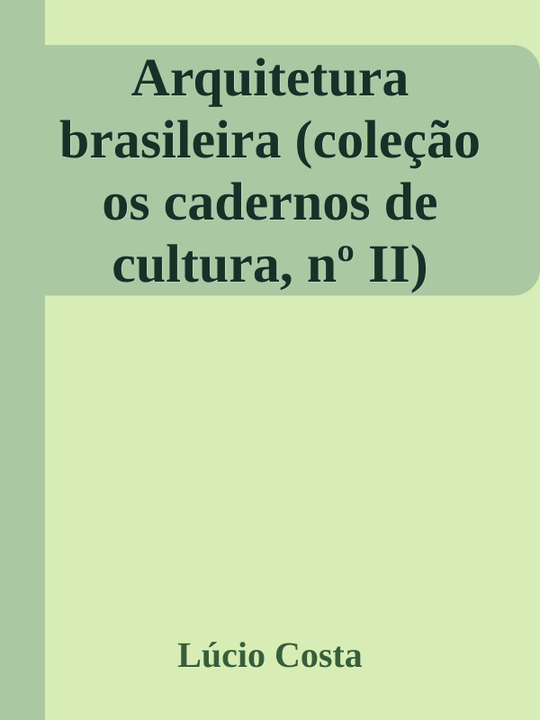 Arquitetura
brasileira (coleção
os cadernos de
cultura, nº II)
Lúcio Costa